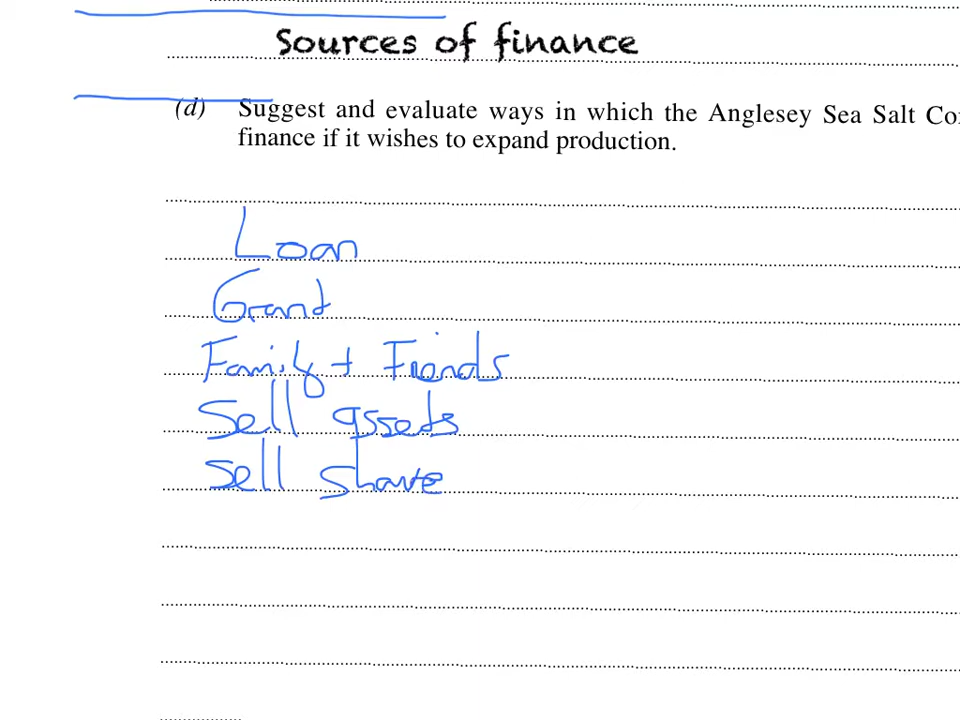 Sources of finance
(d) Suggest and evaluate ways in which the Anglesey Sea Salt Co
finance if it wishes to expand production.
Loan
Grant
Family + Fiends
Sell assets
Sell share